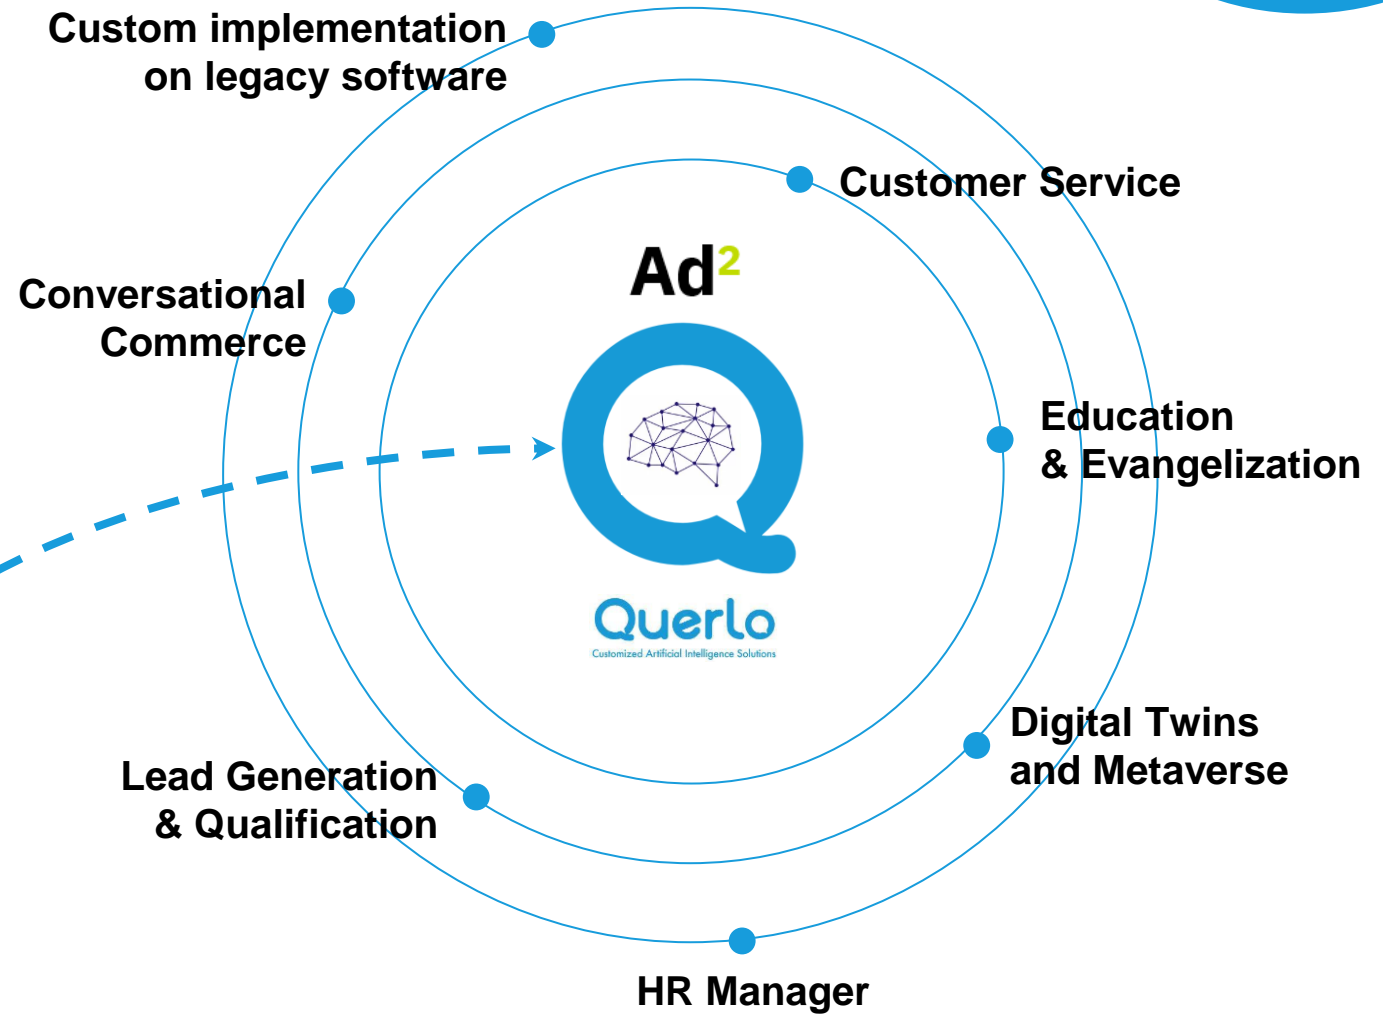 Custom implementation
on legacy software
Customer Service
Ad²
Conversational
Commerce
Education
& Evangelization
Querlo
Customized Artificial Intelligence Solutions
Digital Twins
and Metaverse
Lead Generation
& Qualification
HR Manager